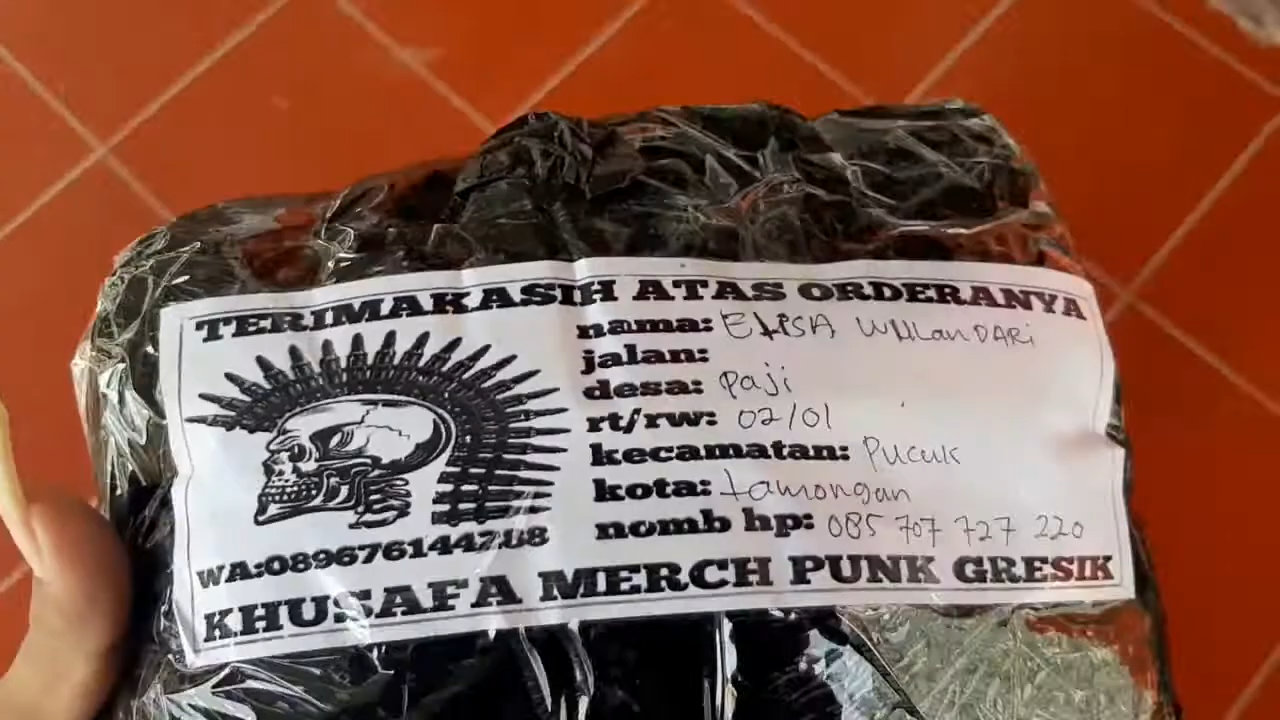 TERIMAKASIH ATAS ORDERANYA
nama: ELISA WULANDARi
jalan:
desa: Paji
rt/rw: 02/01
kecamatan: Pucuk
kota: Lamongan
nomb hp: 085 707 727 220
WA:089676144288
KHUSAFA MERCH PUNK GRESIK